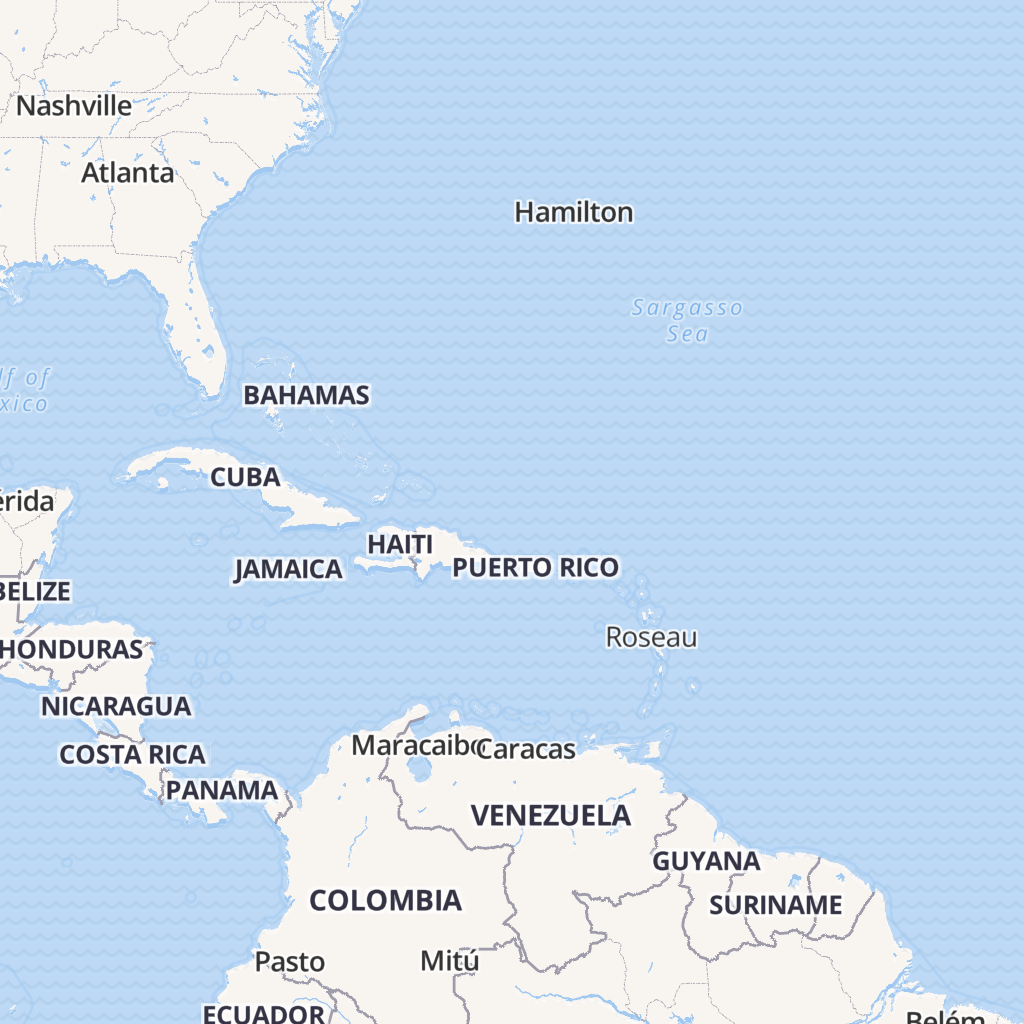 Nashville
Atlanta
Hamilton
Sargasso
Sea
lf of
xico
BAHAMAS
CUBA
érida
HAITI
JAMAICA
PUERTO RICO
BELIZE
Roseau
HONDURAS
NICARAGUA
Maracaibo
Caracas
COSTA RICA
PANAMA
VENEZUELA
GUYANA
COLOMBIA
SURINAME
Pasto
Mitú
ECUADOR
Belém